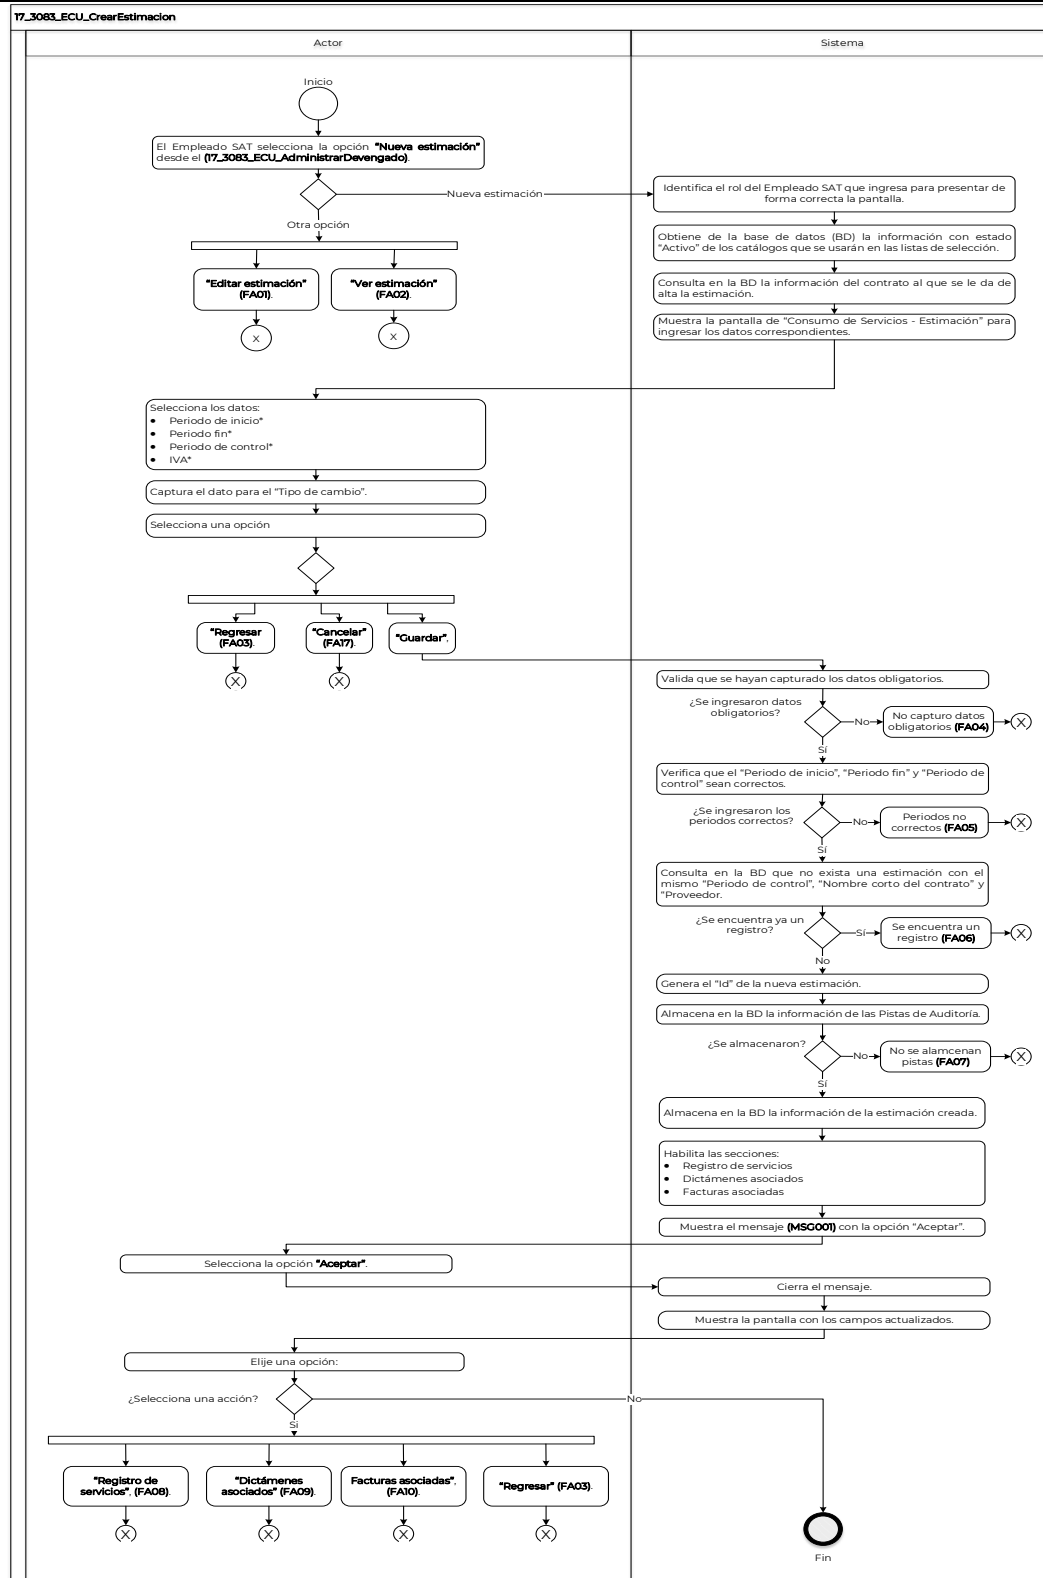 17_3083_ECU_CrearEstimacion
Actor
Sistema
Inicio
El Empleado SAT selecciona la opción "Nueva estimación"
desde el (17_3083_ECU_AdministrarDevengado).
Nueva estimación
Otra opción
"Editar estimación"
(FA01).
"Ver estimación"
(FA02).
X
X
Identifica el rol del Empleado SAT que ingresa para presentar de
forma correcta la pantalla.
Obtiene de la base de datos (BD) la información con estado
"Activo" de los catálogos que se usarán en las listas de selección.
Consulta en la BD la información del contrato al que se le da de
alta la estimación.
Muestra la pantalla de "Consumo de Servicios - Estimación" para
ingresar los datos correspondientes.
Selecciona los datos:
• Periodo de inicio*
• Periodo fin*
• Periodo de control*
• IVA*
Captura el dato para el "Tipo de cambio".
Selecciona una opción
"Regresar
(FA03).
"Cancelar"
(FA17).
"Guardar".
X
X
Valida que se hayan capturado los datos obligatorios.
¿Se ingresaron datos
obligatorios?
No
No capturo datos
obligatorios (FA04)
X
Sí
Verifica que el "Periodo de inicio", "Periodo fin" y "Periodo de
control" sean correctos.
¿Se ingresaron los
periodos correctos?
No
Periodos no
correctos (FA05)
X
Sí
Consulta en la BD que no exista una estimación con el
mismo "Periodo de control", "Nombre corto del contrato" y
"Proveedor.
¿Se encuentra ya un
registro?
Sí
Se encuentra un
registro (FA06)
X
No
Genera el "Id" de la nueva estimación.
Almacena en la BD la información de las Pistas de Auditoría.
¿Se almacenaron?
No
No se alamcenan
pistas (FA07)
X
Sí
Almacena en la BD la información de la estimación creada.
Habilita las secciones:
• Registro de servicios
• Dictámenes asociados
• Facturas asociadas
Muestra el mensaje (MSG001) con la opción "Aceptar".
Selecciona la opción "Aceptar".
Cierra el mensaje.
Muestra la pantalla con los campos actualizados.
Elije una opción:
¿Selecciona una acción?
No
Si
"Registro de
servicios", (FA08).
"Dictámenes
asociados" (FA09).
Facturas asociadas",
(FA10).
"Regresar" (FA03).
X
X
X
X
Fin